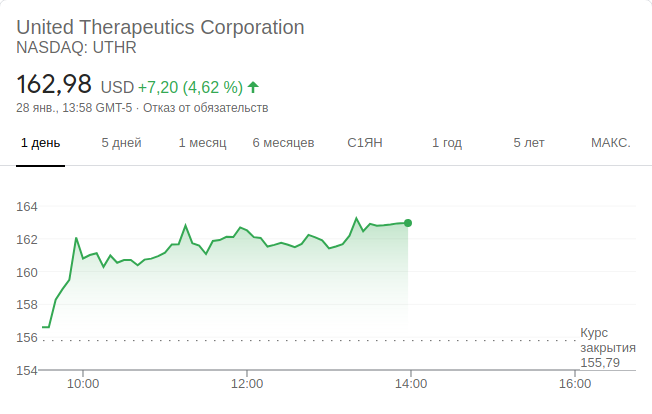 United Therapeutics Corporation
NASDAQ: UTHR
162,98 USD +7,20 (4,62 %)
28 янв., 13:58 GMT-5 · Отказ от обязательств
1 день 5 дней 1 месяц 6 месяцев С1ЯН 1 год 5 лет МАКС.
164
162
160
158
156
Курс
закрытия
155,79
154
10:00 12:00 14:00 16:00